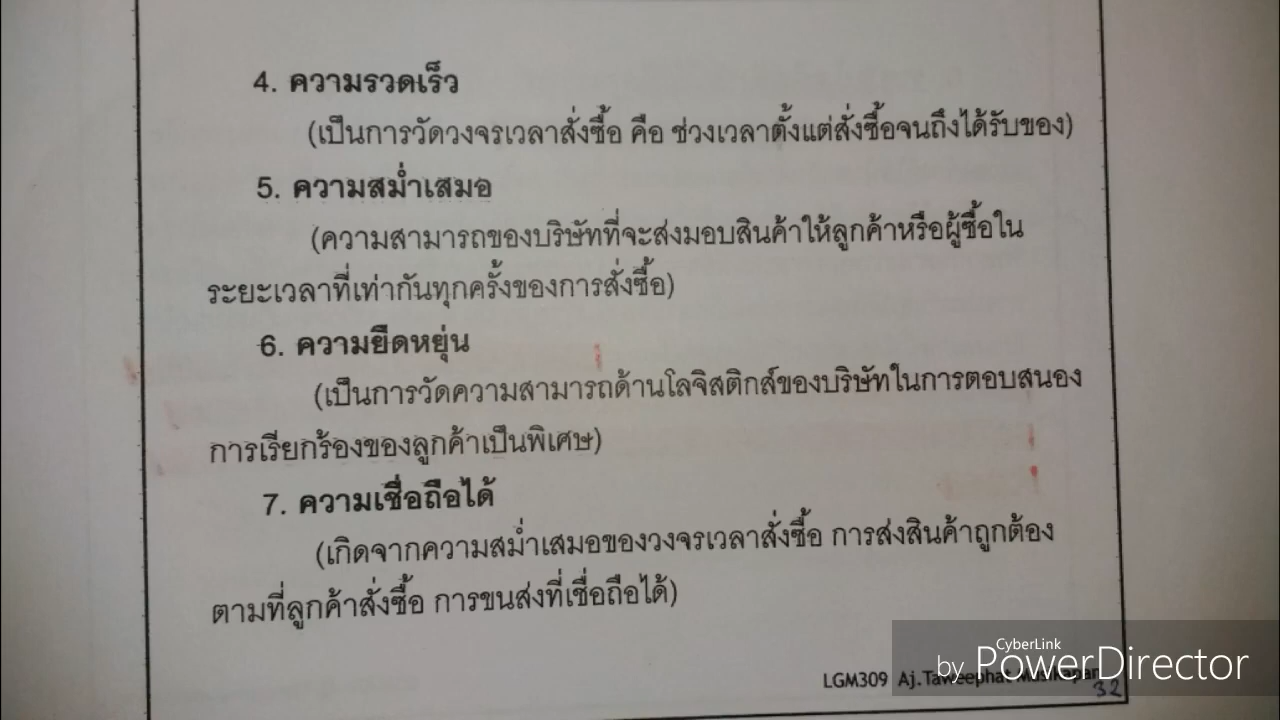 4. ความรวดเร็ว
(เป็นการวัดวงจรเวลาสั่งซื้อ คือ ช่วงเวลาตั้งแต่สั่งซื้อจนถึงได้รับของ)
5. ความสม่ำเสมอ
(ความสามารถของบริษัทที่จะส่งมอบสินค้าให้ลูกค้าหรือผู้ซื้อใน
ระยะเวลาที่เท่ากันทุกครั้งของการสั่งซื้อ)
6. ความยืดหยุ่น
(เป็นการวัดความสามารถด้านโลจิสติกส์ของบริษัทในการตอบสนอง
การเรียกร้องของลูกค้าเป็นพิเศษ)
7. ความเชื่อถือได้
(เกิดจากความสม่ำเสมอของวงจรเวลาสั่งซื้อ การส่งสินค้าถูกต้อง
ตามที่ลูกค้าสั่งซื้อ การขนส่งที่เชื่อถือได้)
CyberLink
by PowerDirector
LGM309 Aj.Taweephat
32